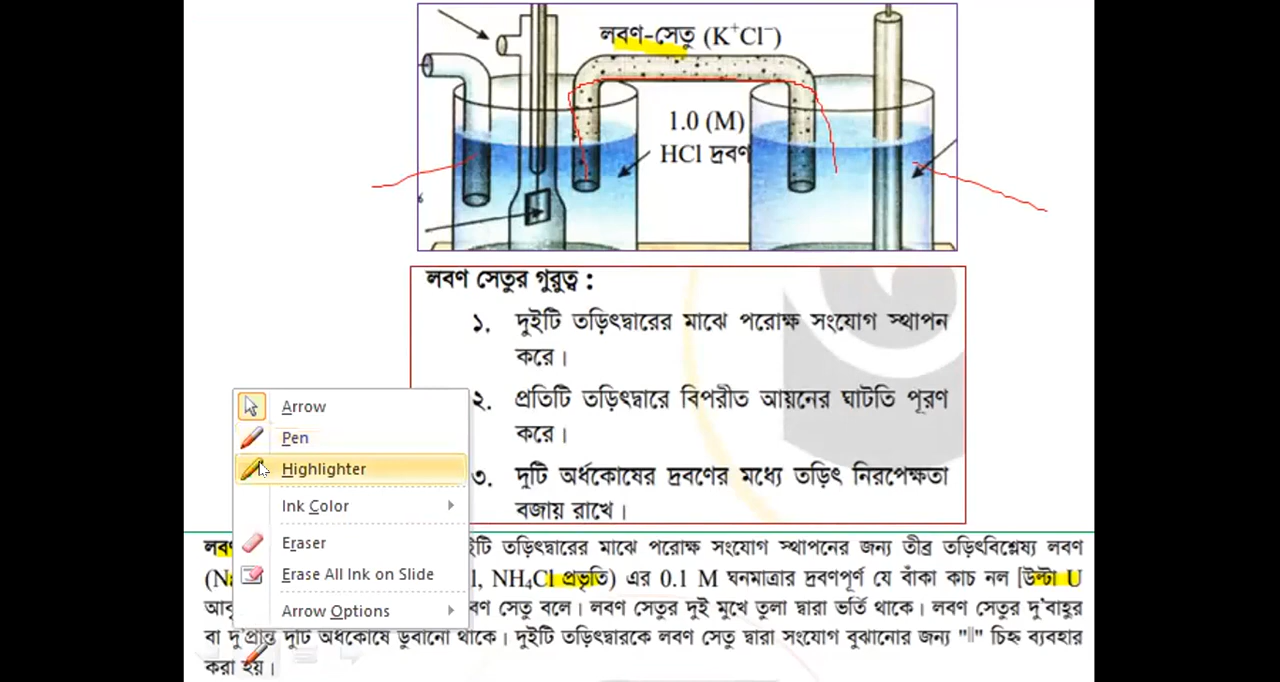 লবণ-সেতু (K⁺Cl⁻)
1.0 (M)
HCl দ্রবণ
লবণ সেতুর গুরুত্ব :
১. দুইটি তড়িৎদ্বারের মাঝে পরোক্ষ সংযোগ স্থাপন
করে।
২. প্রতিটি তড়িৎদ্বারে বিপরীত আয়নের ঘাটতি পূরণ
করে।
৩. দুটি অর্ধকোষের দ্রবণের মধ্যে তড়িৎ নিরপেক্ষতা
বজায় রাখে।
Arrow
Pen
Highlighter
Ink Color
Eraser
Erase All Ink on Slide
Arrow Options
তড়িৎদ্বারের মাঝে পরোক্ষ সংযোগ স্থাপনের জন্য তীব্র তড়িৎবিশ্লেষ্য লবণ
NH₄Cl প্রভৃতি) এর 0.1 M ঘনমাত্রার দ্রবণপূর্ণ যে বাঁকা কাচ নল [উল্টা U
সেতু বলে। লবণ সেতুর দুই মুখে তুলা দ্বারা ভর্তি থাকে। লবণ সেতুর দু'বাহুর
বা দু'প্রান্ত দুটি অর্ধকোষে ডুবানো থাকে। দুইটি তড়িৎদ্বারকে লবণ সেতু দ্বারা সংযোগ বুঝানোর জন্য "||" চিহ্ন ব্যবহার
করা হয়।